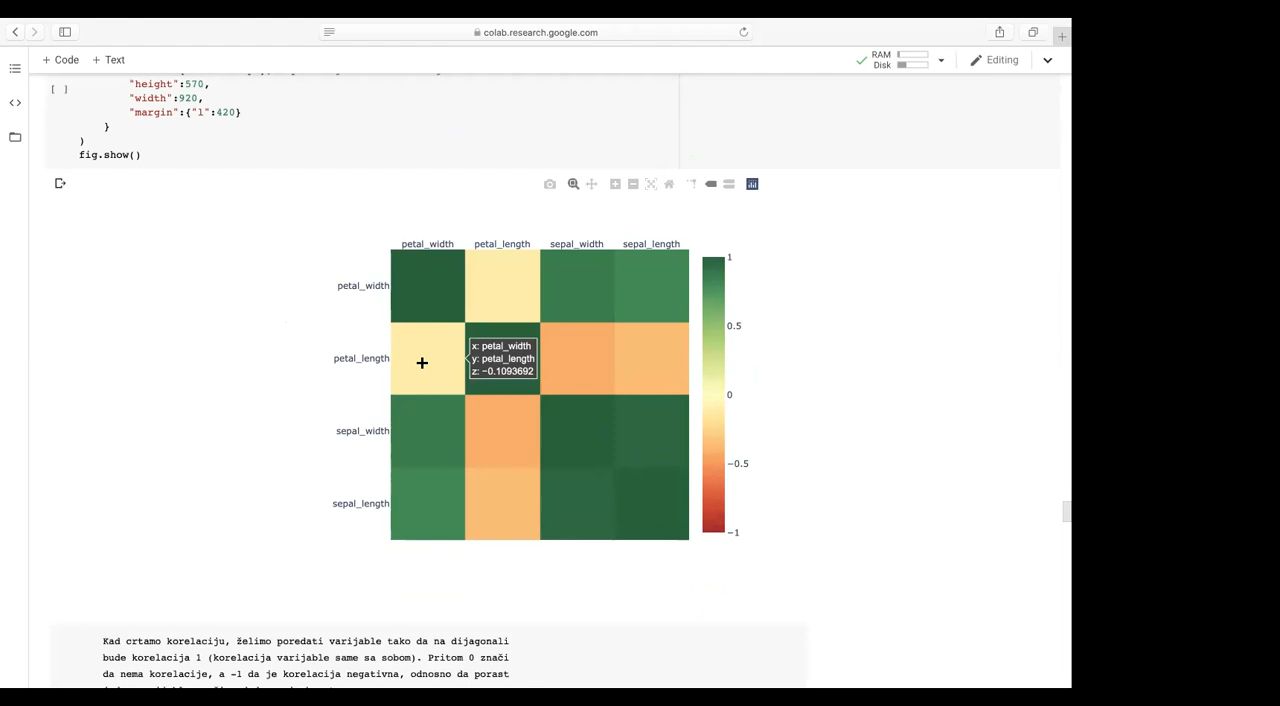 colab.research.google.com
+ Code + Text
RAM
Disk
Editing
[ ]
"height":570,
"width":920,
"margin":{"l":420}
}
)
fig.show()
petal_width petal_length sepal_width sepal_length
petal_width
petal_length
sepal_width
sepal_length
x: petal_width
y: petal_length
z: −0.1093692
1
0.5
0
−0.5
−1
Kad crtamo korelaciju, želimo poredati varijable tako da na dijagonali
bude korelacija 1 (korelacija varijable same sa sobom). Pritom 0 znači
da nema korelacije, a -1 da je korelacija negativna, odnosno da porast